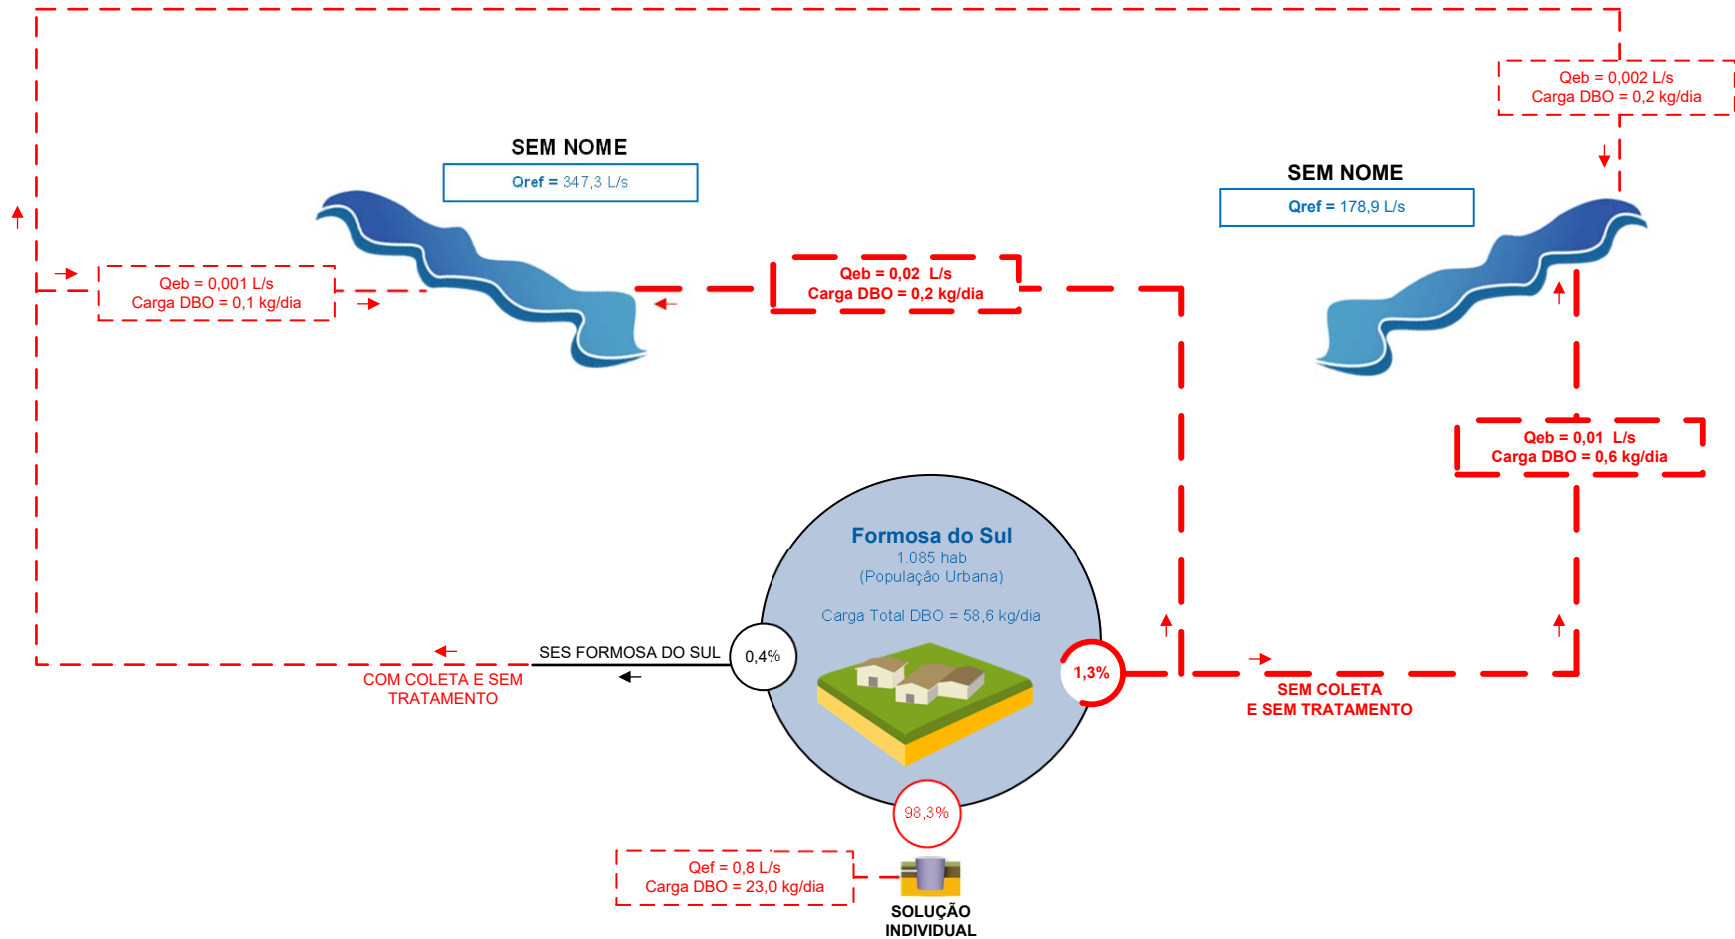 Qeb = 0,002 L/s
Carga DBO = 0,2 kg/dia
SEM NOME
Qref = 347,3 L/s
SEM NOME
Qref = 178,9 L/s
Qeb = 0,001 L/s
Carga DBO = 0,1 kg/dia
Qeb = 0,02 L/s
Carga DBO = 0,2 kg/dia
Qeb = 0,01 L/s
Carga DBO = 0,6 kg/dia
Formosa do Sul
1.085 hab
(População Urbana)
Carga Total DBO = 58,6 kg/dia
SES FORMOSA DO SUL
0,4%
COM COLETA E SEM
TRATAMENTO
1,3%
SEM COLETA
E SEM TRATAMENTO
98,3%
Qef = 0,8 L/s
Carga DBO = 23,0 kg/dia
SOLUÇÃO
INDIVIDUAL